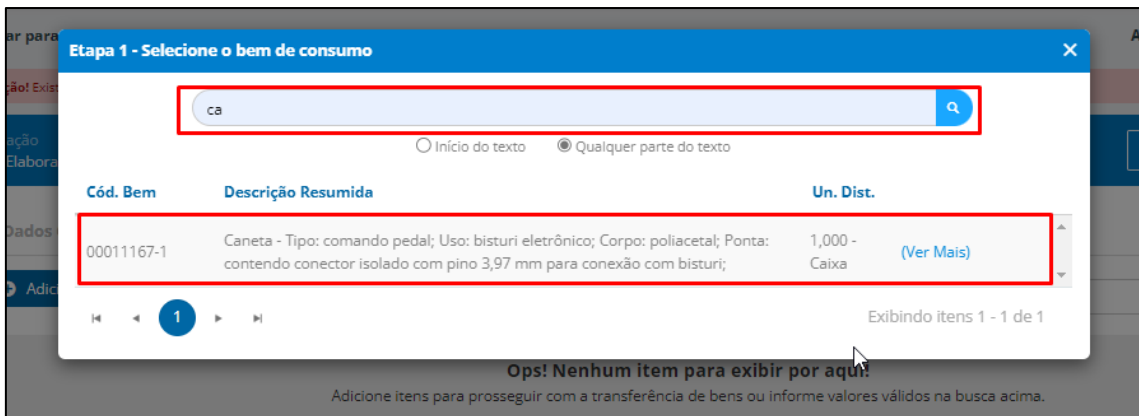 ar para
Etapa 1 - Selecione o bem de consumo
A
ção! Exist
ca
Início do texto
Qualquer parte do texto
ação
Elabora
Cód. Bem
Descrição Resumida
Un. Dist.
Dados
00011167-1
Caneta - Tipo: comando pedal; Uso: bisturi eletrônico; Corpo: poliacetal; Ponta:
contendo conector isolado com pino 3,97 mm para conexão com bisturi;
1,000 -
Caixa
(Ver Mais)
Adici
1
Exibindo itens 1 - 1 de 1
Ops! Nenhum item para exibir por aqui!
Adicione itens para prosseguir com a transferência de bens ou informe valores válidos na busca acima.